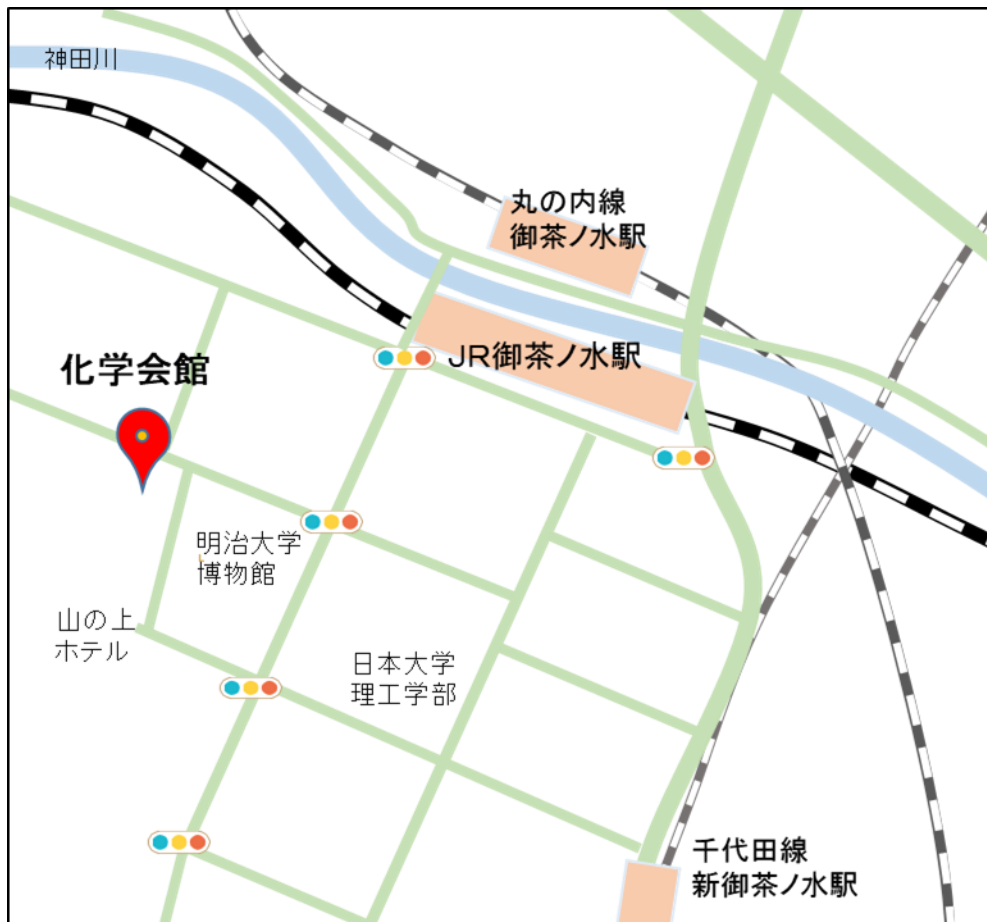 神田川
丸の内線
御茶ノ水駅
JR御茶ノ水駅
化学会館
明治大学
博物館
山の上
ホテル
日本大学
理工学部
千代田線
新御茶ノ水駅